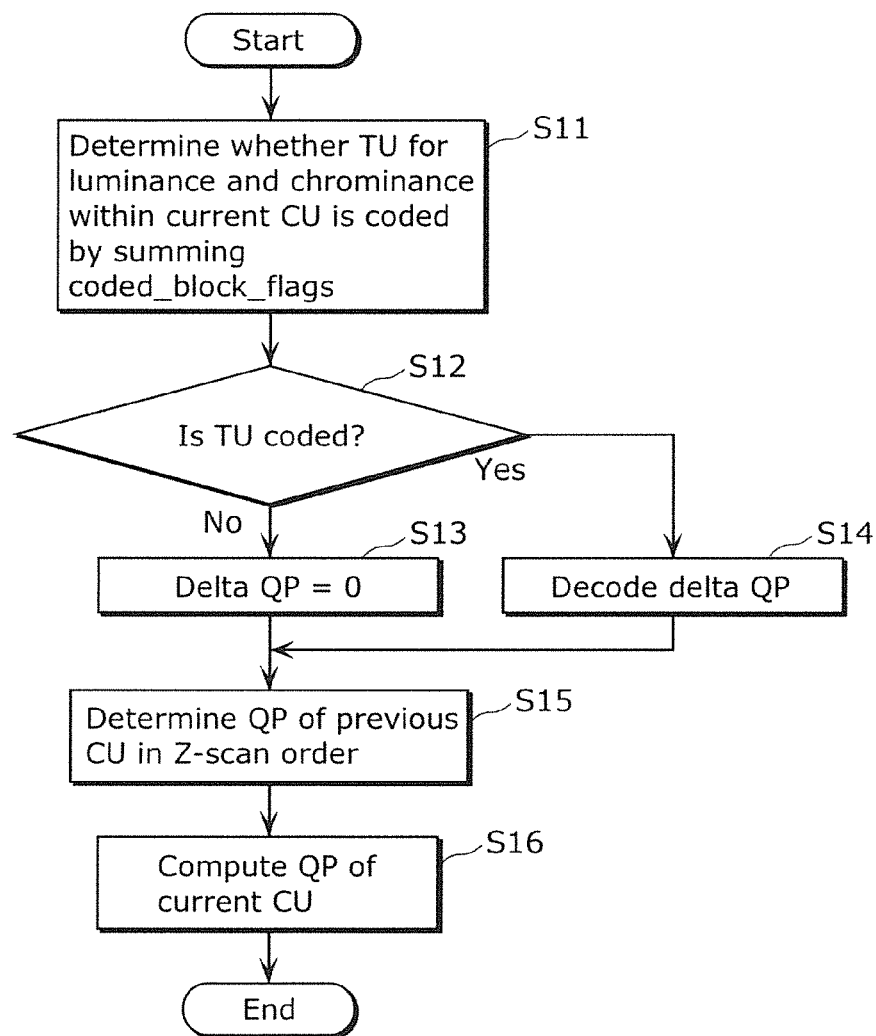 Start
S11
Determine whether TU for
luminance and chrominance
within current CU is coded
by summing
coded_block_flags
S12
Is TU coded?
Yes
No
S13
S14
Delta QP = 0
Decode delta QP
S15
Determine QP of previous
CU in Z-scan order
S16
Compute QP of
current CU
End